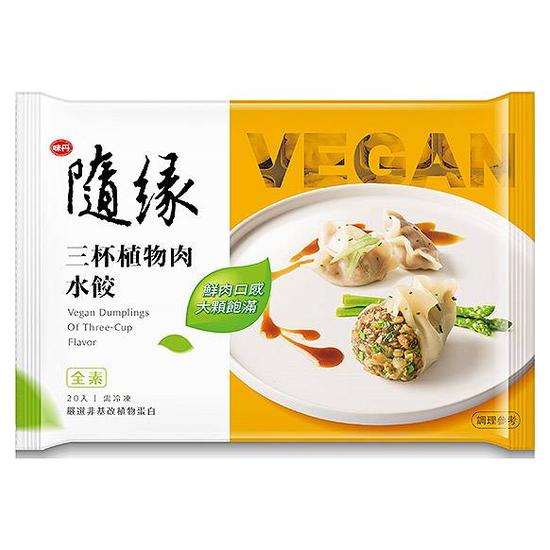 味丹
隨緣
VEGAN
三杯植物肉
水餃
Vegan Dumplings
Of Three-Cup
Flavor
鮮肉口感
大顆飽滿
全素
20入 | 需冷凍
嚴選非基改植物蛋白
調理參考